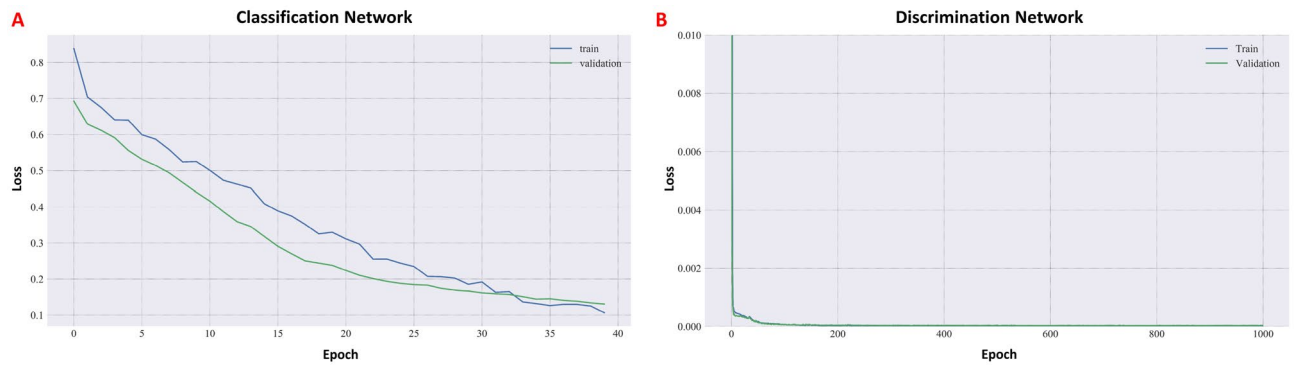 A
Classification Network
train
validation
0.8
0.7
0.6
0.5
0.4
0.3
0.2
0.1
Loss
0
5
10
15
20
25
30
35
40
Epoch
B
Discrimination Network
Train
Validation
0.010
0.008
0.006
0.004
0.002
0.000
Loss
0
200
400
600
800
1000
Epoch